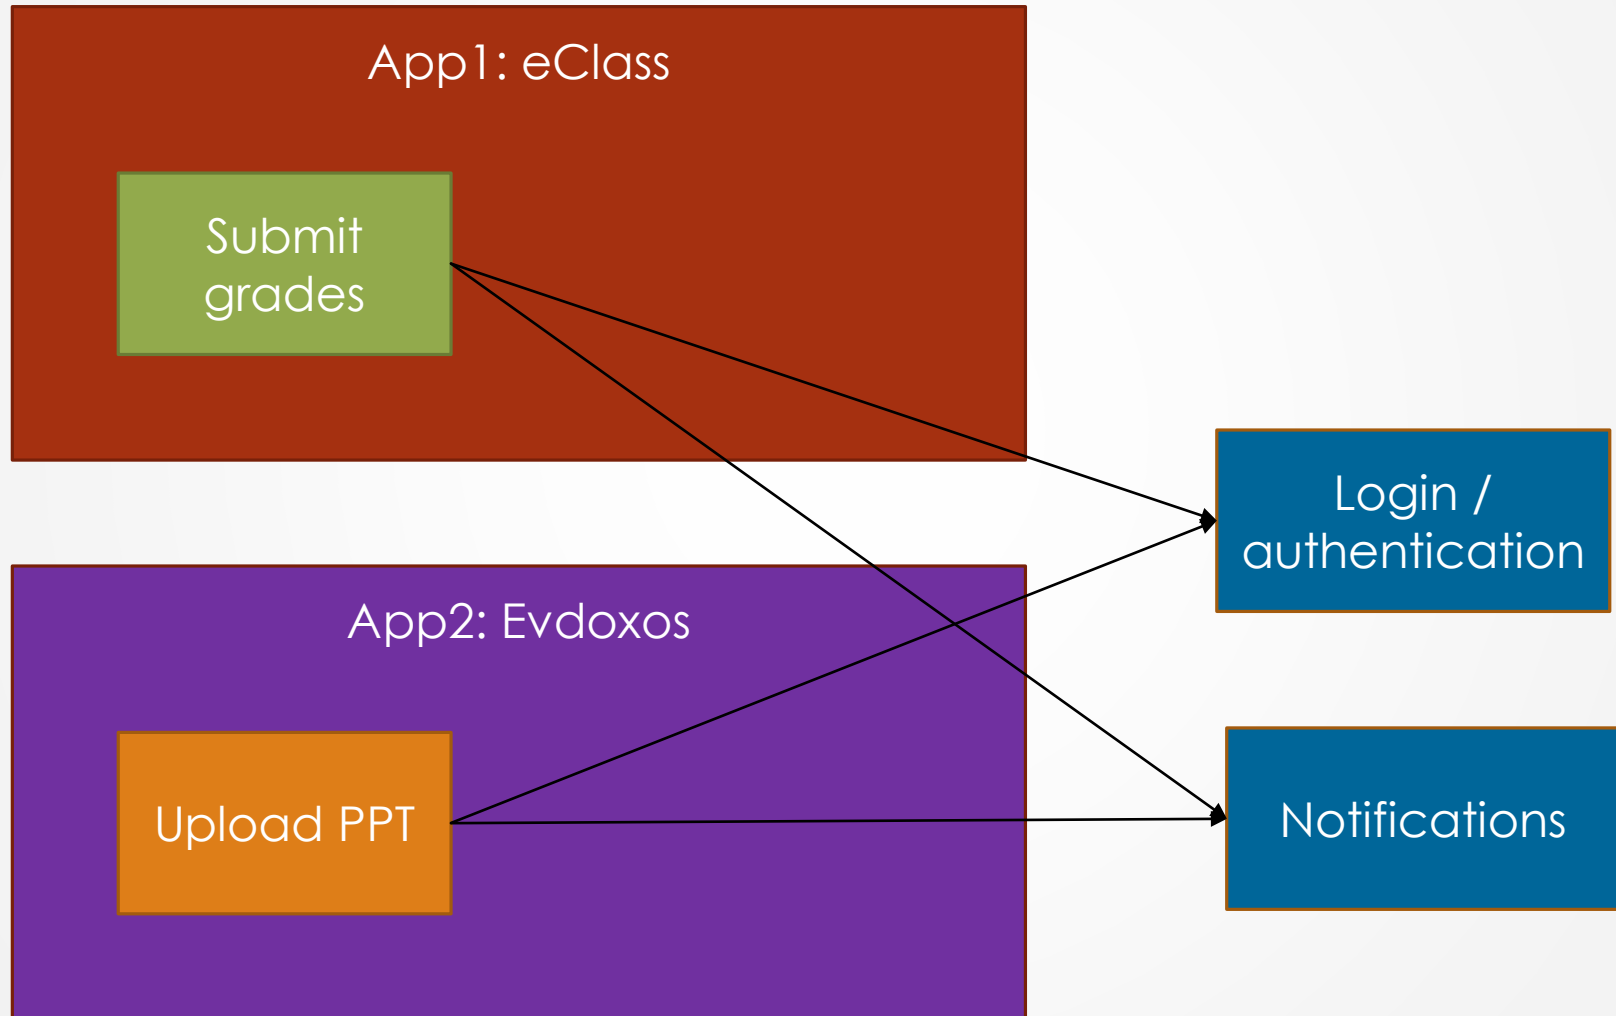 App1: eClass
Submit
grades
Login /
authentication
App2: Evdoxos
Upload PPT
Notifications